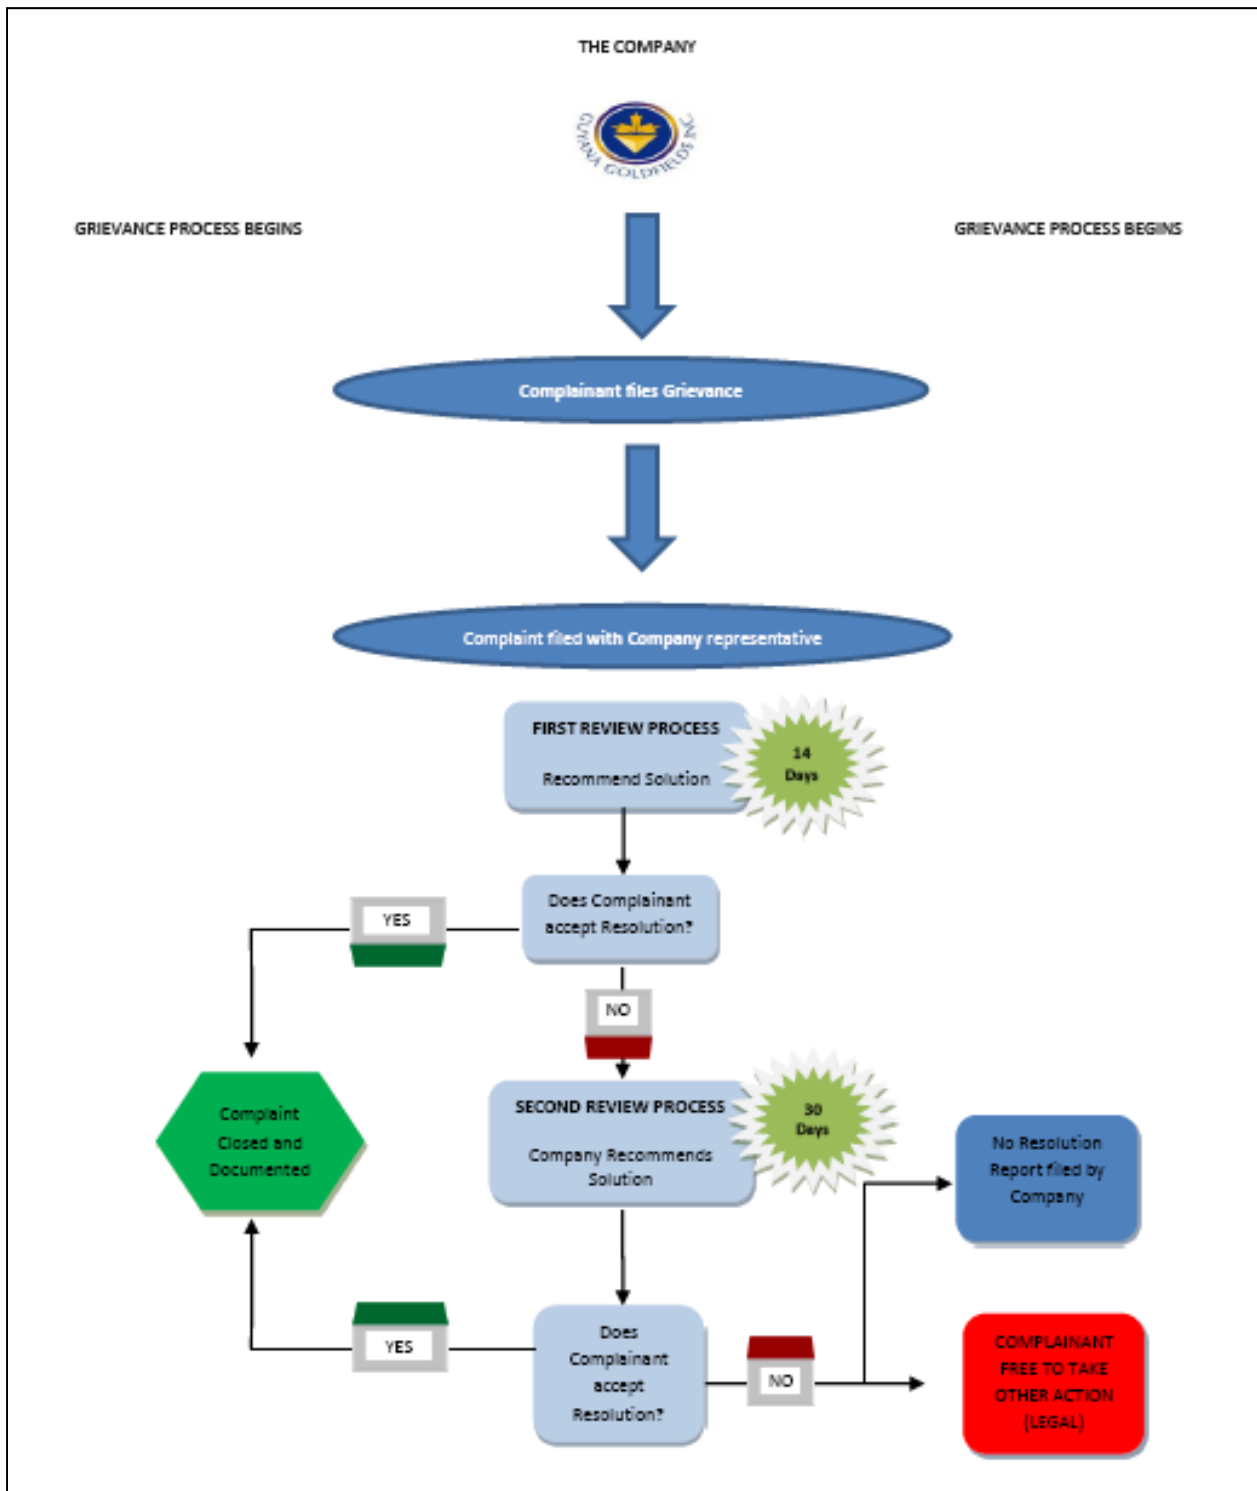 THE COMPANY
GUYANA GOLDFIELDS INC
GRIEVANCE PROCESS BEGINS
GRIEVANCE PROCESS BEGINS
Complainant files Grievance
Complaint filed with Company representative
FIRST REVIEW PROCESS
Recommend Solution
14
Days
Does Complainant
accept Resolution?
YES
NO
Complaint
Closed and
Documented
SECOND REVIEW PROCESS
Company Recommends
Solution
30
Days
No Resolution
Report filed by
Company
Does
Complainant
accept
Resolution?
YES
NO
COMPLAINANT
FREE TO TAKE
OTHER ACTION
(LEGAL)